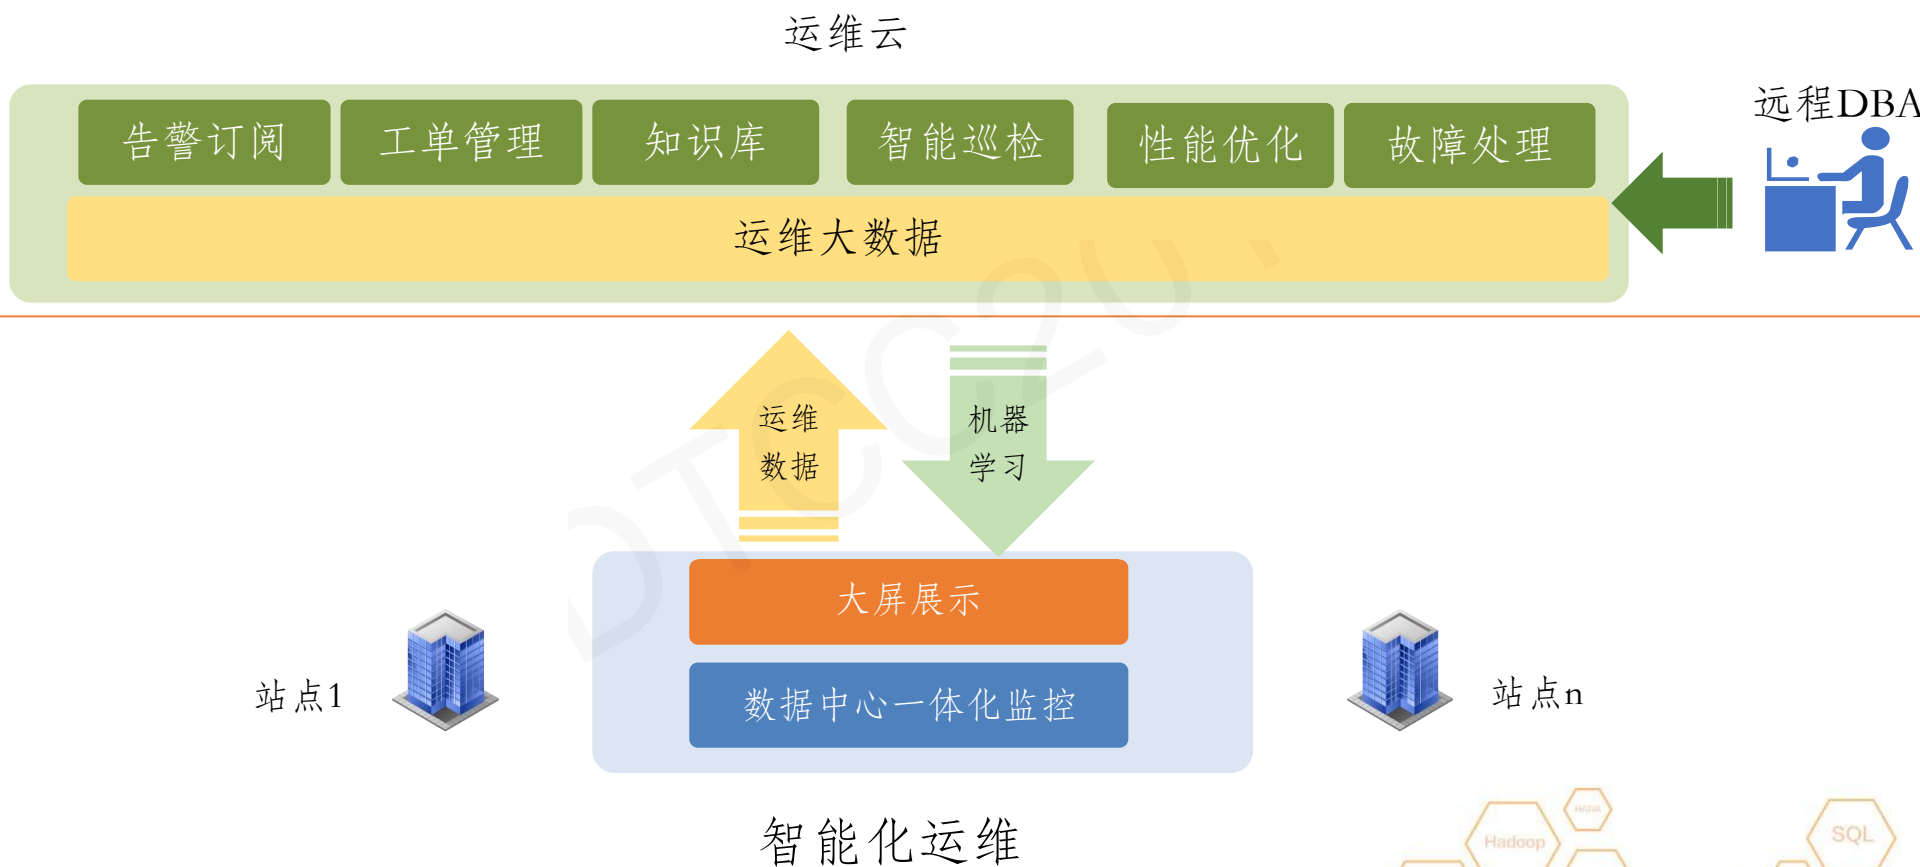 运维云
告警订阅
工单管理
知识库
智能巡检
性能优化
故障处理
远程DBA
运维大数据
运维
数据
机器
学习
大屏展示
数据中心一体化监控
站点1
站点n
智能化运维
HANA
Hadoop
SQL